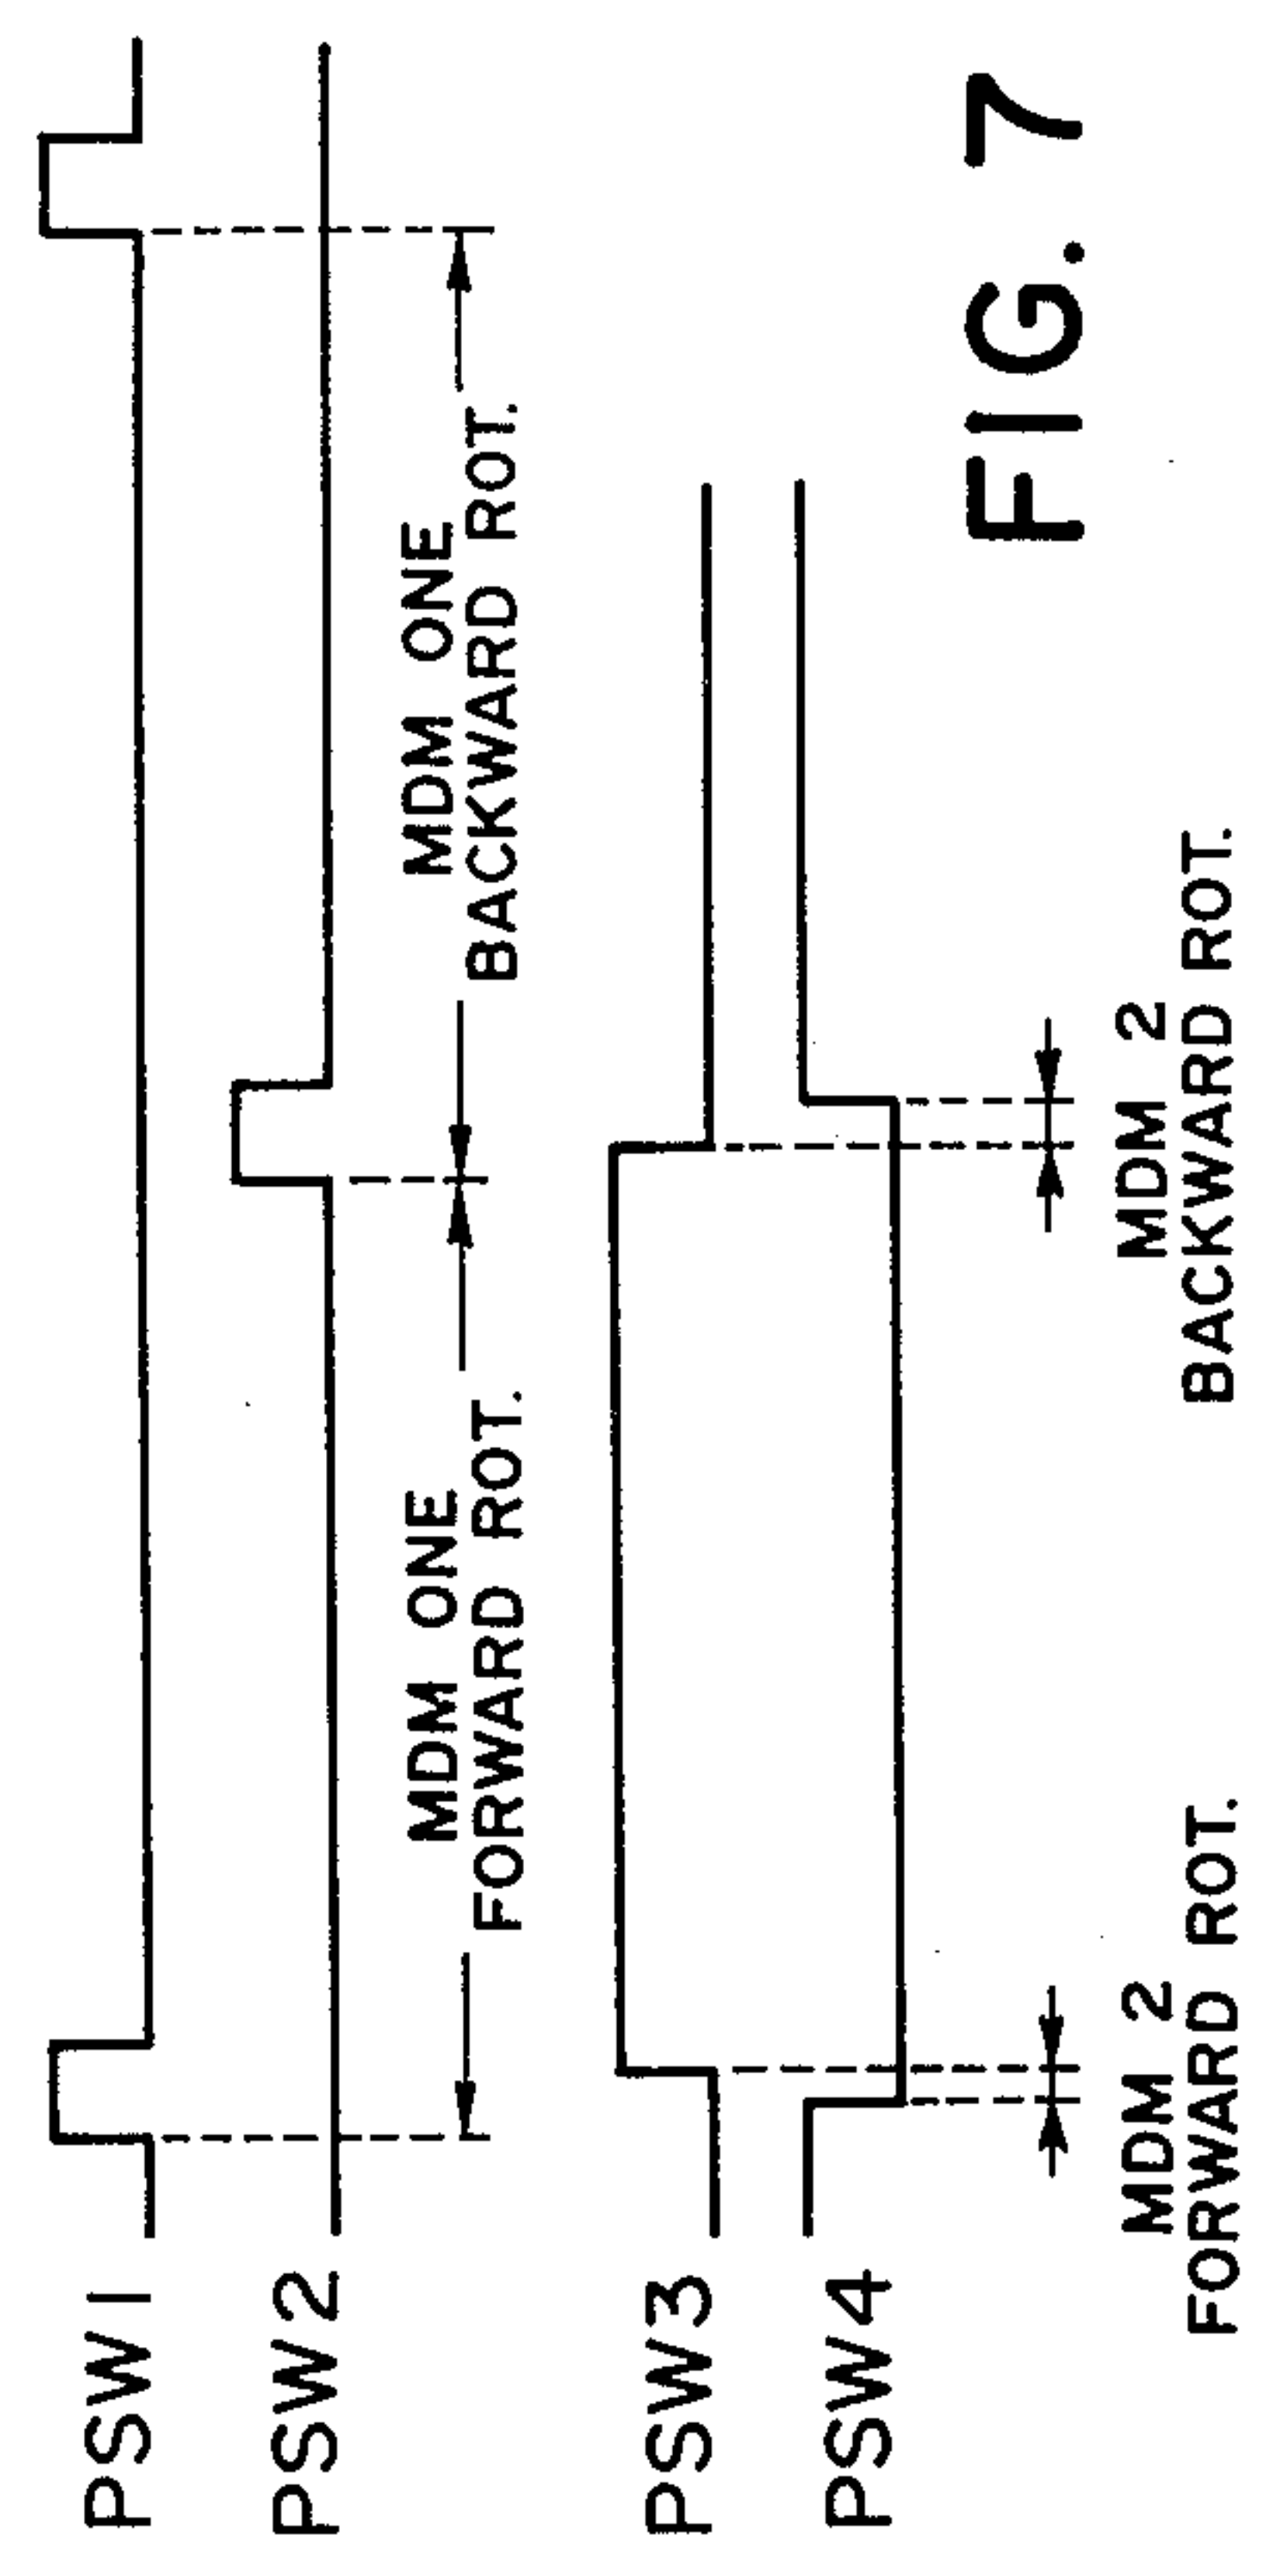 PSW1
PSW2
MDM ONE
FORWARD ROT.
MDM ONE
BACKWARD ROT.
PSW3
PSW4
MDM 2
FORWARD ROT.
MDM 2
BACKWARD ROT.
FIG. 7